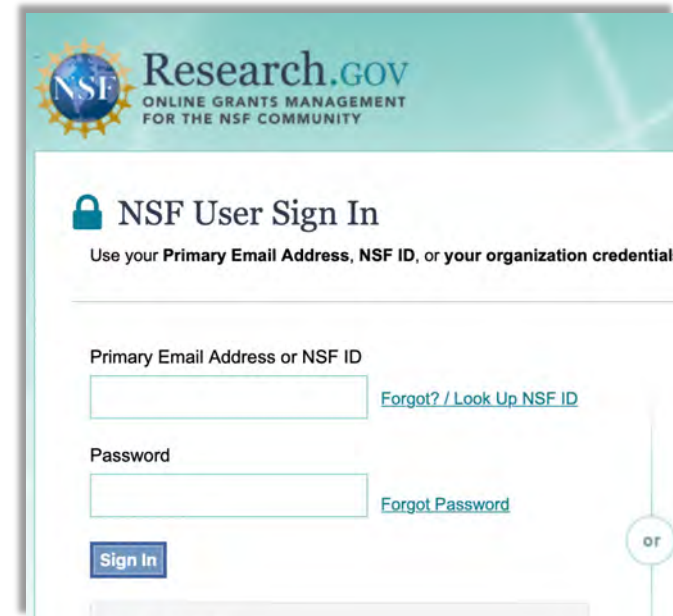 NSF
Research.GOV
ONLINE GRANTS MANAGEMENT
FOR THE NSF COMMUNITY
NSF User Sign In
Use your Primary Email Address, NSF ID, or your organization credentials
Primary Email Address or NSF ID
Forgot? / Look Up NSF ID
Password
Forgot Password
or
Sign In